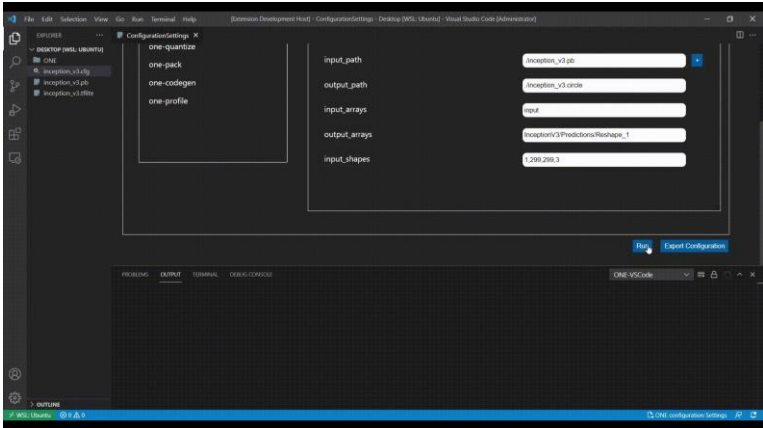 File Edit Selection View Go Run Terminal Help
[Extension Development Host] - ConfigurationSettings - Desktop [WSL: Ubuntu] - Visual Studio Code [Administrator]
EXPLORER
ConfigurationSettings
DESKTOP [WSL: UBUNTU]
ONE
inception_v3.cfg
inception_v3.pb
inception_v3.tflite
one-quantize
one-pack
one-codegen
one-profile
input_path
./inception_v3.pb
+
output_path
./inception_v3.circle
input_arrays
input
output_arrays
InceptionV3/Predictions/Reshape_1
input_shapes
1,299,299,3
Run
Export Configuration
PROBLEMS OUTPUT TERMINAL DEBUG CONSOLE
ONE-VSCode
OUTLINE
WSL: Ubuntu
0 0
ONE configuration Settings